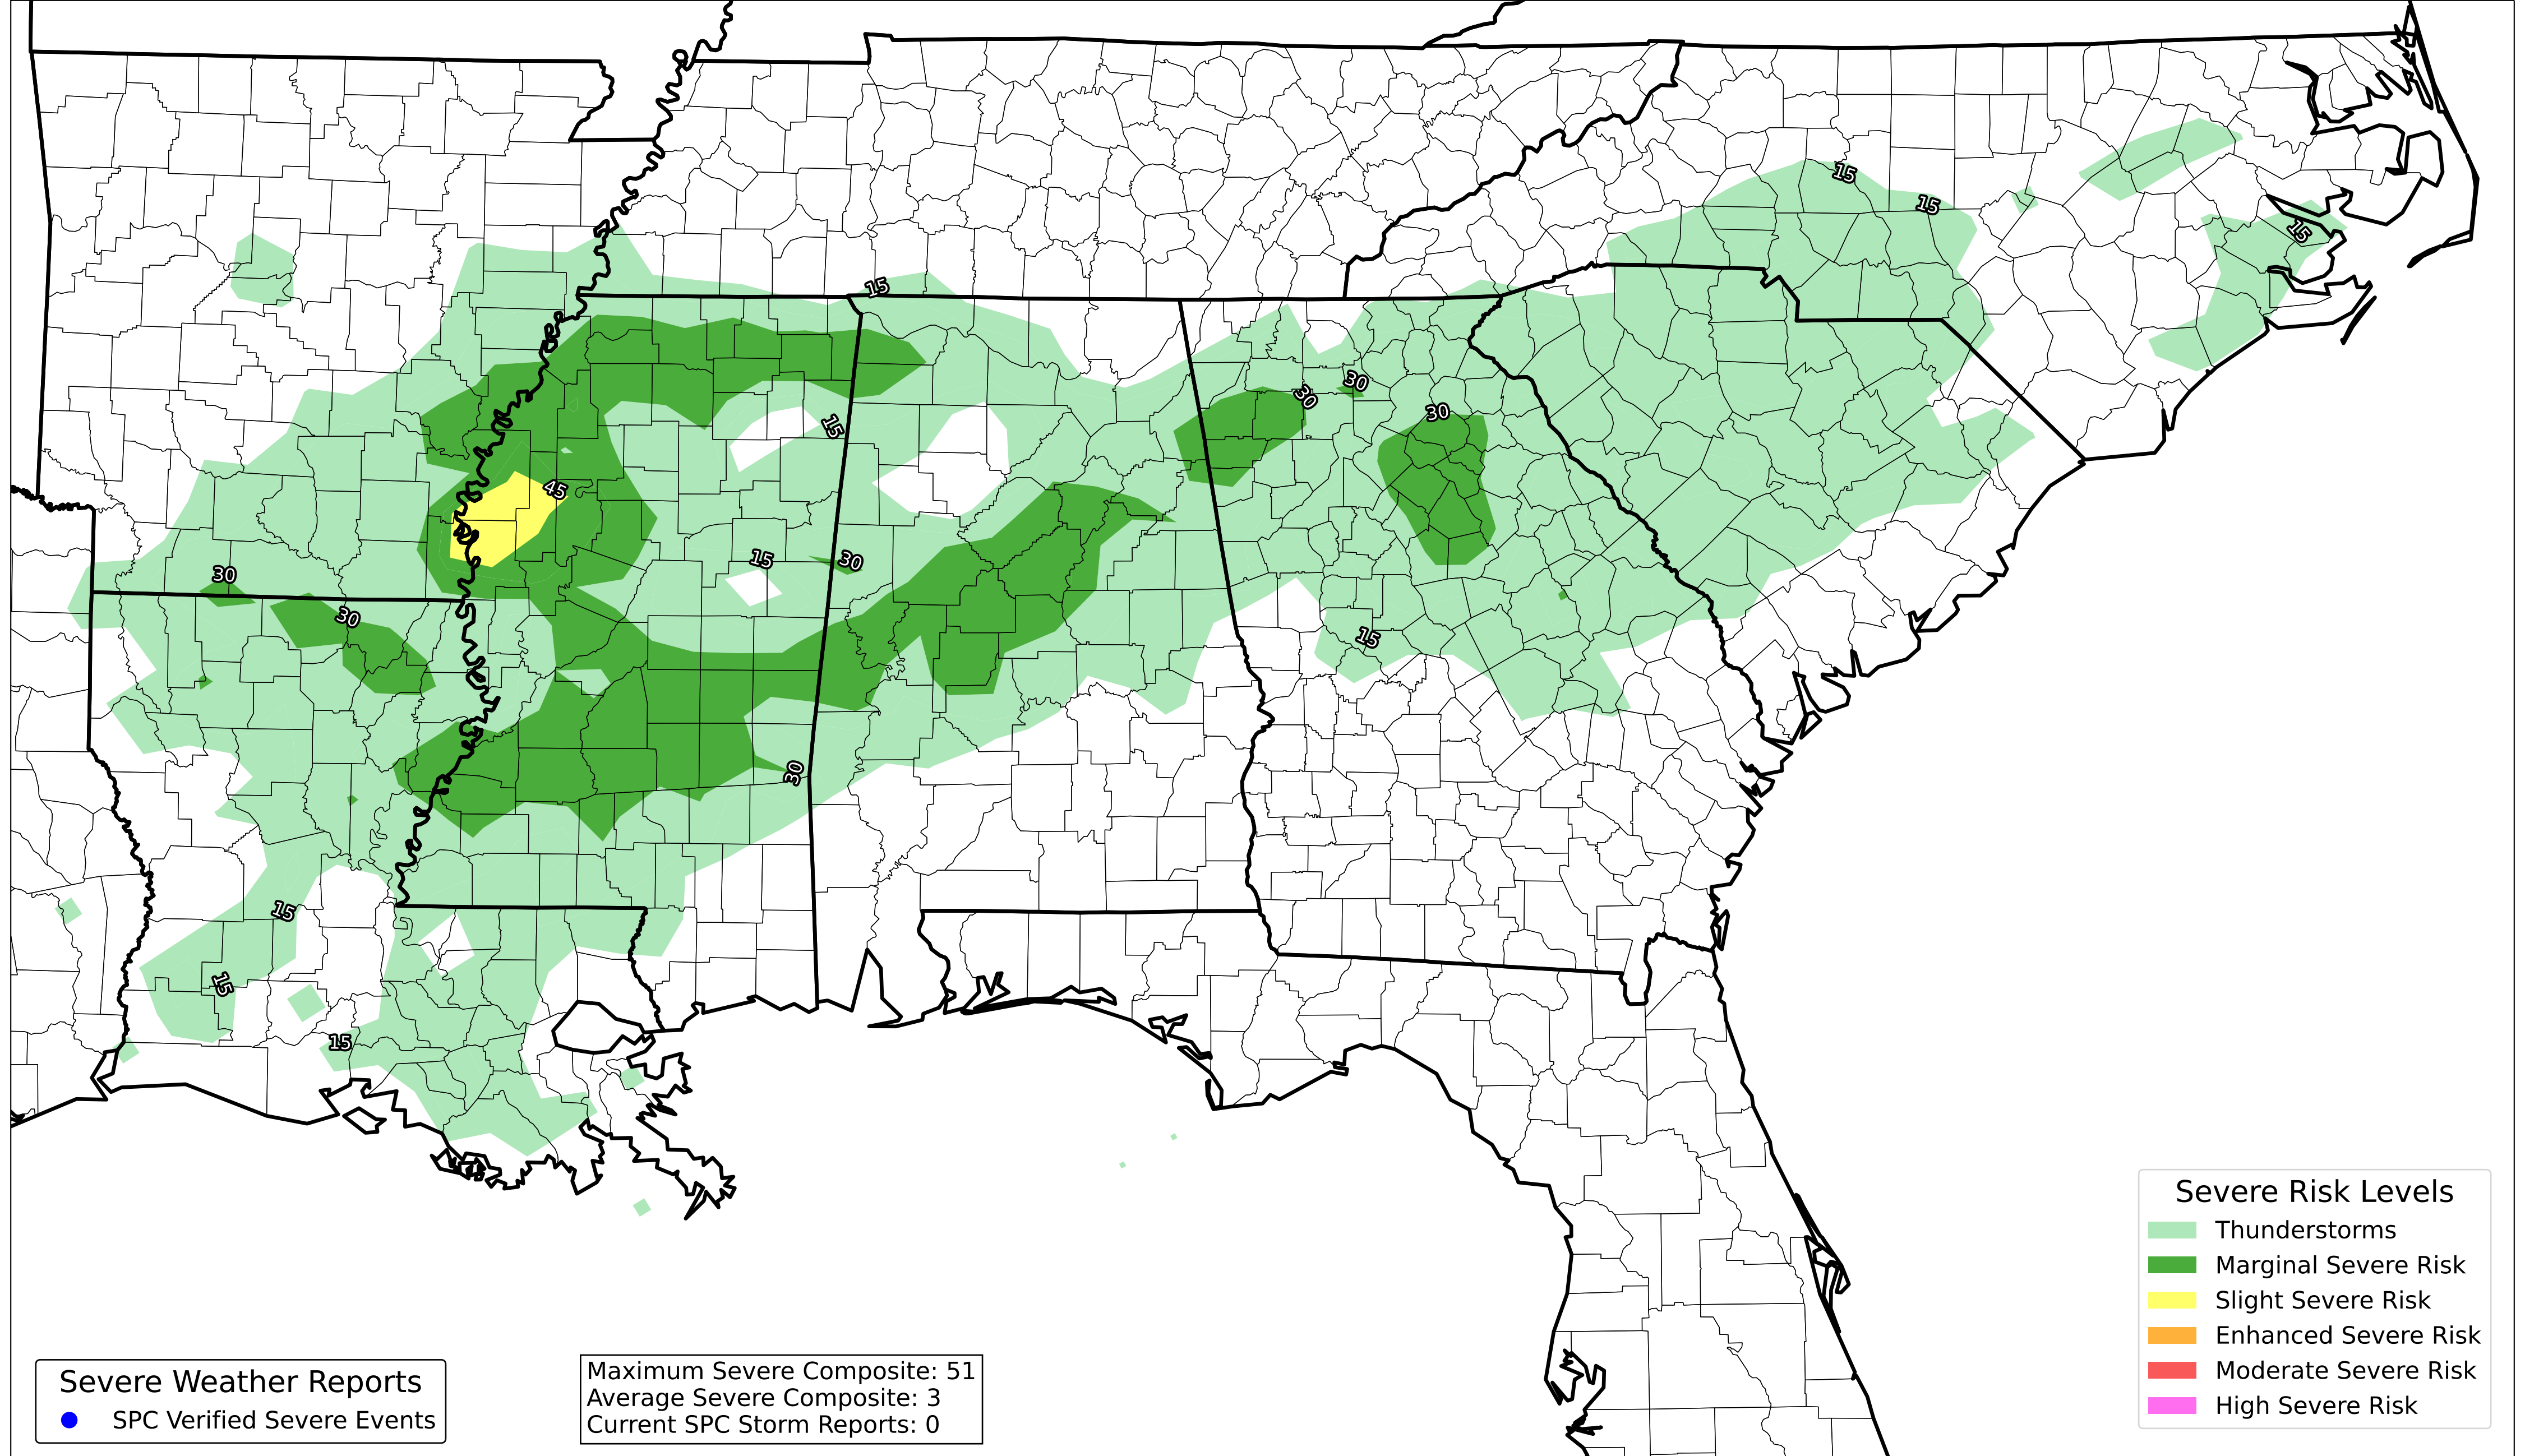 15
15
15
15
30
30
30
15
45
15
30
30
30
15
30
15
15
15
Severe Risk Levels
Thunderstorms
Marginal Severe Risk
Slight Severe Risk
Enhanced Severe Risk
Moderate Severe Risk
High Severe Risk
Severe Weather Reports
SPC Verified Severe Events
Maximum Severe Composite: 51
Average Severe Composite: 3
Current SPC Storm Reports: 0